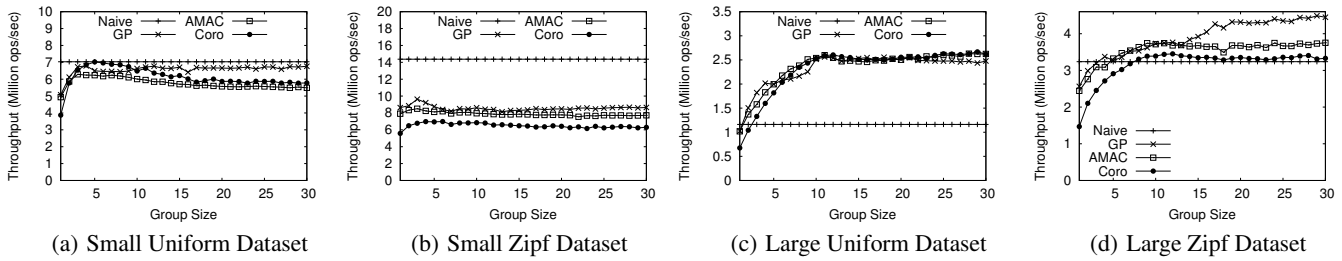 Throughput (Million ops/sec)
10
9
8
7
6
5
4
3
2
1
0
Naive
GP
AMAC
Coro
5 10 15 20 25 30
Group Size
(a) Small Uniform Dataset
Throughput (Million ops/sec)
20
18
16
14
12
10
8
6
4
2
0
Naive
GP
AMAC
Coro
5 10 15 20 25 30
Group Size
(b) Small Zipf Dataset
Throughput (Million ops/sec)
3.5
3
2.5
2
1.5
1
0.5
0
Naive
GP
AMAC
Coro
5 10 15 20 25 30
Group Size
(c) Large Uniform Dataset
Throughput (Million ops/sec)
4
3
2
1
0
Naive
GP
AMAC
Coro
5 10 15 20 25 30
Group Size
(d) Large Zipf Dataset